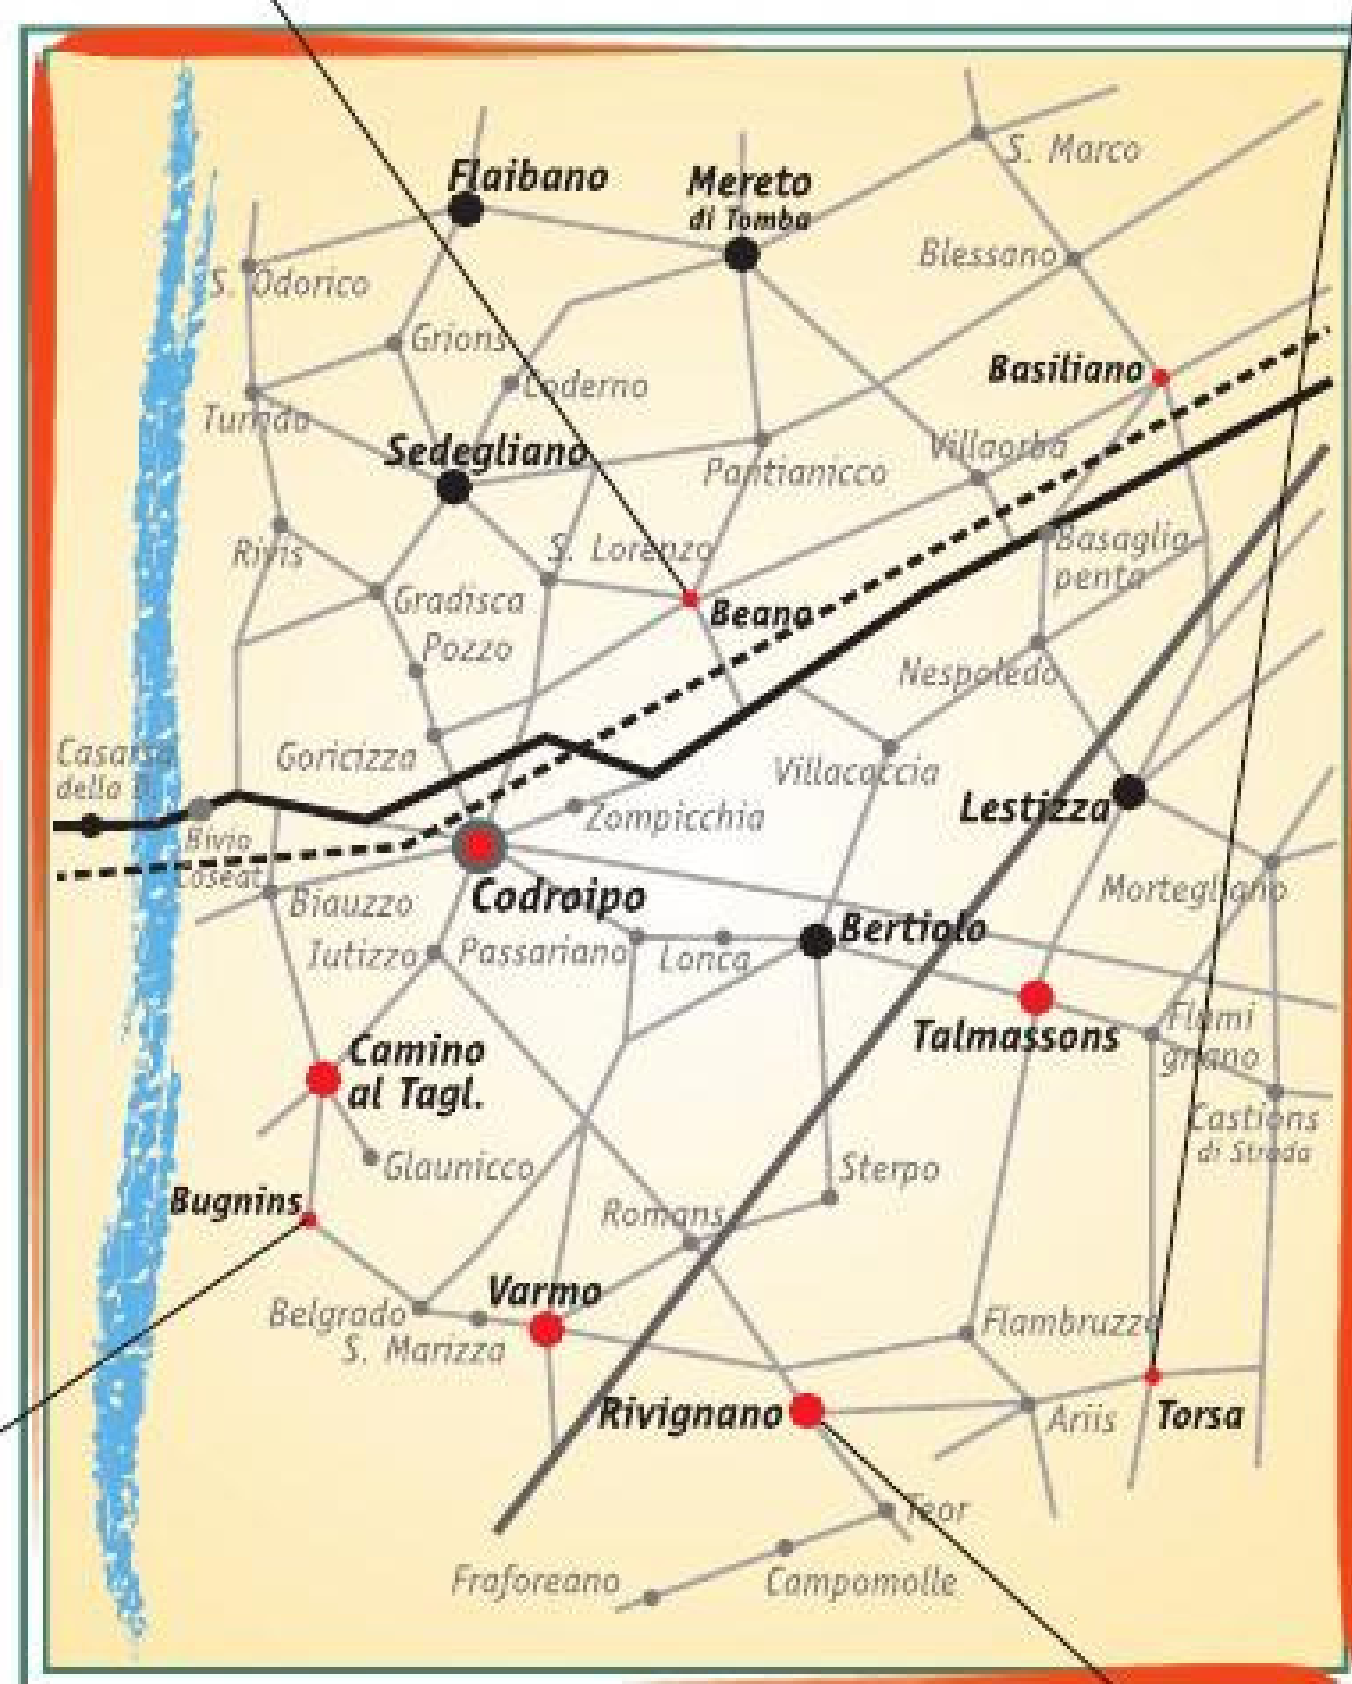 S. Marco
Flaibano
Mereto
di Tomba
Blessano
S. Odorico
Grions
Coderno
Basiliano
Turrida
Sedegliano
Villaorba
Pantianicco
Rivis
S. Lorenzo
Basaglia
penta
Gradisca
Beano
Pozzo
Nespoledo
Casarsa
della D.
Goricizza
Villacaccia
Lestizza
Zompicchia
Bivio
Coseat
Codroipo
Biauzzo
Mortegliano
Bertiolo
Iutizzo
Passariano
Lonca
Flumi
gnano
Talmassons
Camino
al Tagl.
Castions
di Strada
Glaunicco
Sterpo
Bugnins
Romans
Varmo
Belgrado
S. Marizza
Flambruzzo
Rivignano
Ariis
Torsa
Teor
Fraforeano
Campomolle